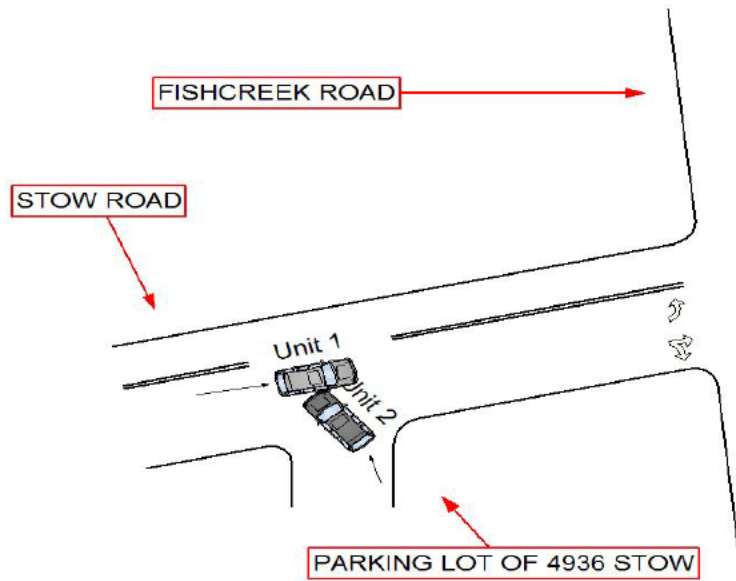 FISHCREEK ROAD
STOW ROAD
Unit 1
Unit 2
PARKING LOT OF 4936 STOW